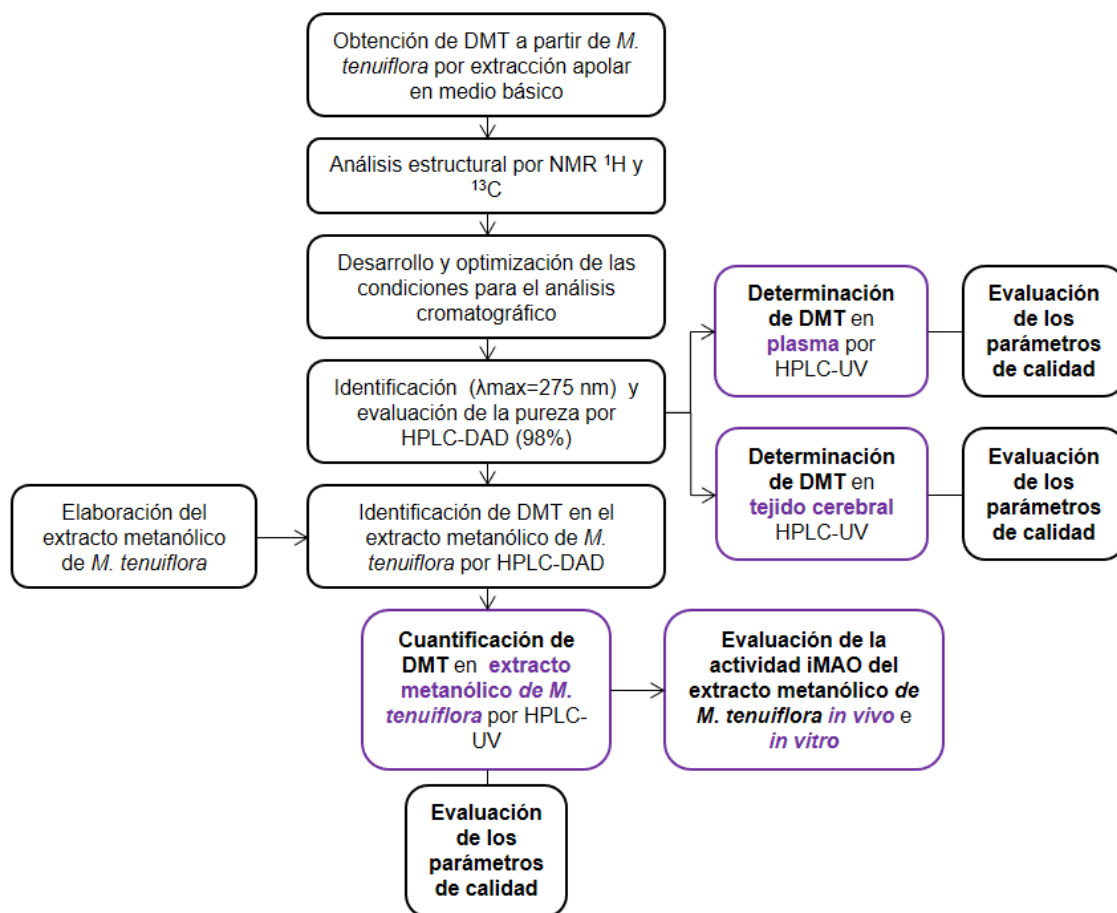 Obtención de DMT a partir de M.
tenuiflora por extracción apolar
en medio básico
Análisis estructural por NMR ¹H y
¹³C
Desarrollo y optimización de las
condiciones para el análisis
cromatográfico
Identificación (λmax=275 nm) y
evaluación de la pureza por
HPLC-DAD (98%)
Determinación
de DMT en
plasma por
HPLC-UV
Evaluación
de los
parámetros
de calidad
Determinación
de DMT en
tejido cerebral
HPLC-UV
Evaluación
de los
parámetros
de calidad
Elaboración del
extracto metanólico
de M. tenuiflora
Identificación de DMT en el
extracto metanólico de M.
tenuiflora por HPLC-DAD
Cuantificación de
DMT en extracto
metanólico de M.
tenuiflora por HPLC-
UV
Evaluación de la
actividad iMAO del
extracto metanólico de
M. tenuiflora in vivo e
in vitro
Evaluación
de los
parámetros
de calidad